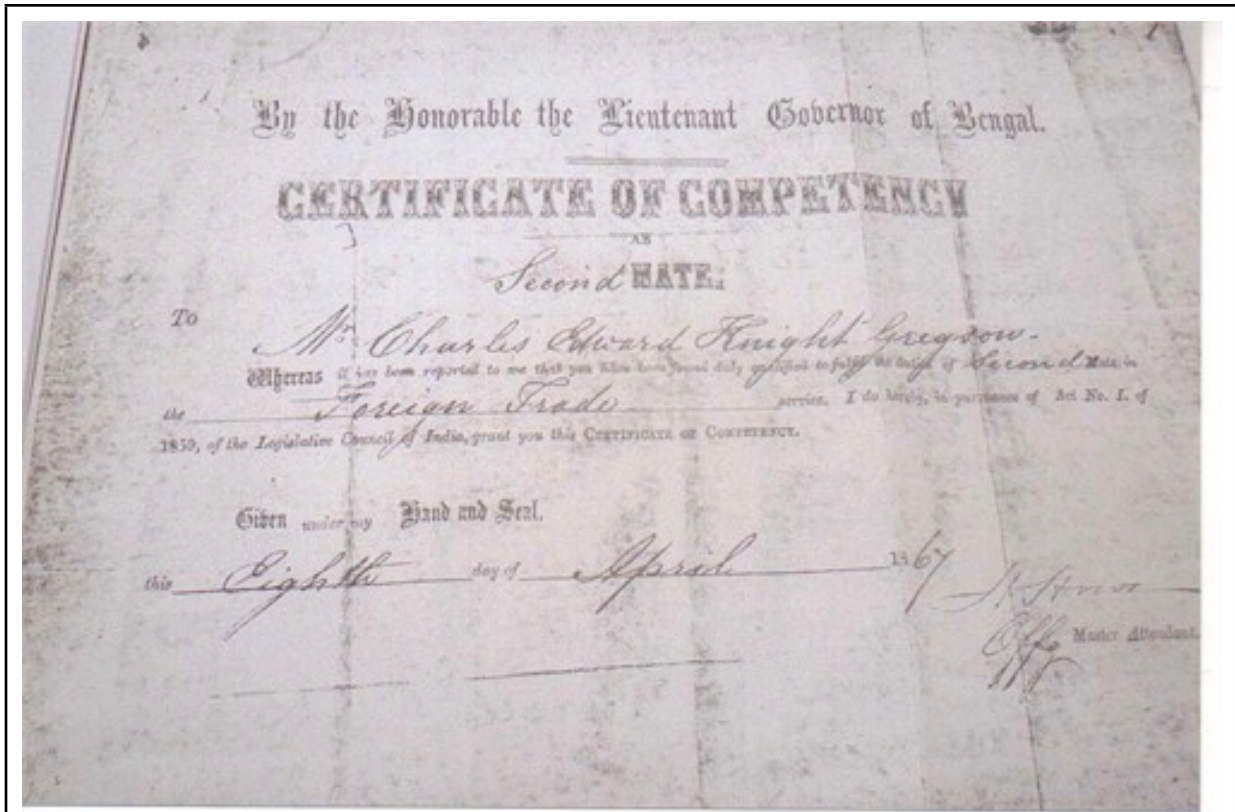 By the Honorable the Lieutenant Governor of Bengal.
CERTIFICATE OF COMPETENCY
AS
Second MATE.
To
Mr Charles Edward Knight Gregson.
Whereas it has been reported to me that you have been found duly qualified to fulfil the duty of Second Mate in
the Foreign Trade service. I do hereby, in pursuance of Act No. I. of
1859, of the Legislative Council of India, grant you this CERTIFICATE OF COMPETENCY.
Given under my Hand and Seal.
this Eighth day of April 1867
Offg Master Attendant.